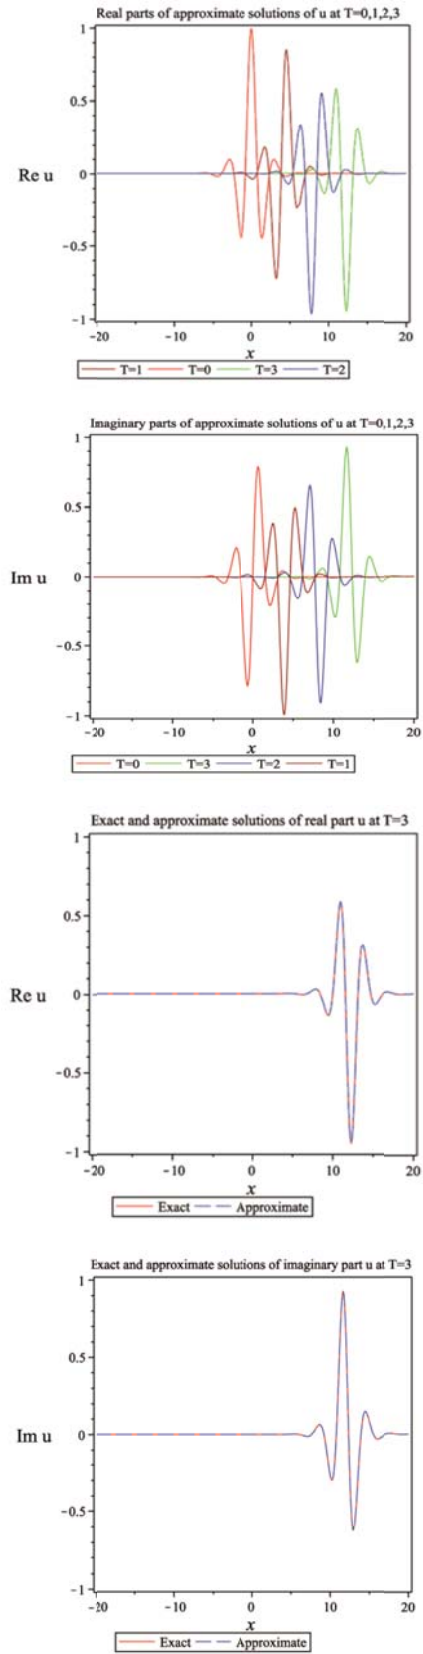 Real parts of approximate solutions of u at T=0,1,2,3
1
0.5
Re u
0
-0.5
-1
-20 -10 0 10 20
x
T=1 T=0 T=3 T=2
Imaginary parts of approximate solutions of u at T=0,1,2,3
1
0.5
Im u
0
-0.5
-1
-20 -10 0 10 20
x
T=0 T=3 T=2 T=1
Exact and approximate solutions of real part u at T=3
1
0.5
Re u
0
-0.5
-1
-20 -10 0 10 20
x
Exact Approximate
Exact and approximate solutions of imaginary part u at T=3
1
0.5
Im u
0
-0.5
-1
-20 -10 0 10 20
x
Exact Approximate